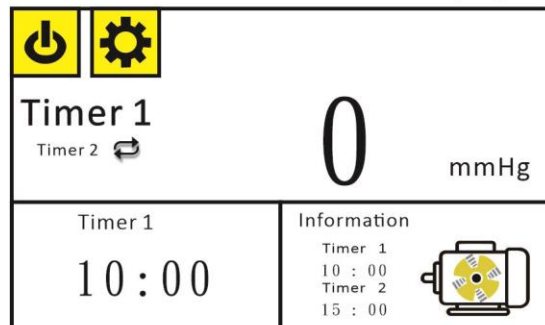 Timer 1
Timer 2
0
mmHg
Timer 1
10:00
Information
Timer 1
10 : 00
Timer 2
15 : 00